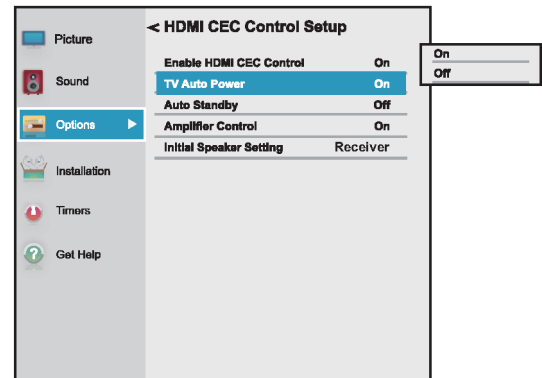 < HDMI CEC Control Setup
Picture
Sound
Options
Installation
Timers
Get Help
Enable HDMI CEC Control On
TV Auto Power On
Auto Standby Off
Amplifier Control On
Initial Speaker Setting Receiver
On
Off